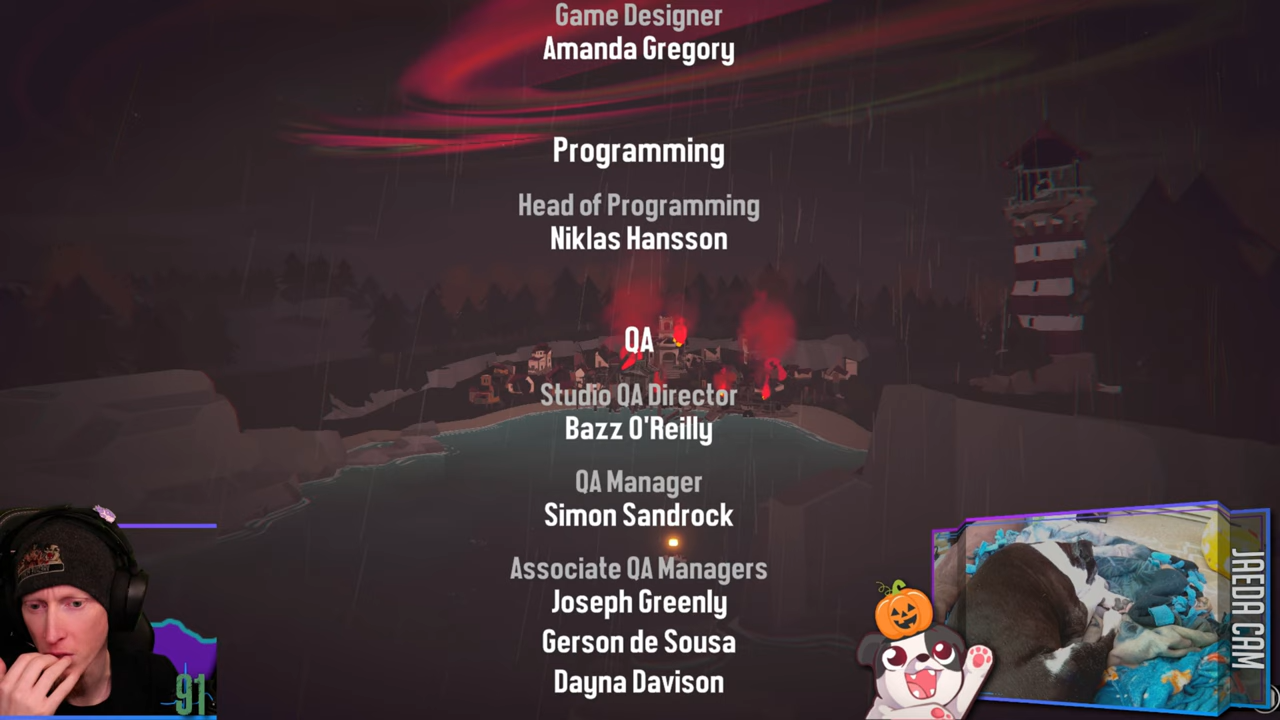 Game Designer
Amanda Gregory
Programming
Head of Programming
Niklas Hansson
QA
Studio QA Director
Bazz O'Reilly
QA Manager
Simon Sandrock
Associate QA Managers
Joseph Greenly
Gerson de Sousa
Dayna Davison
91
JAEDA CAM